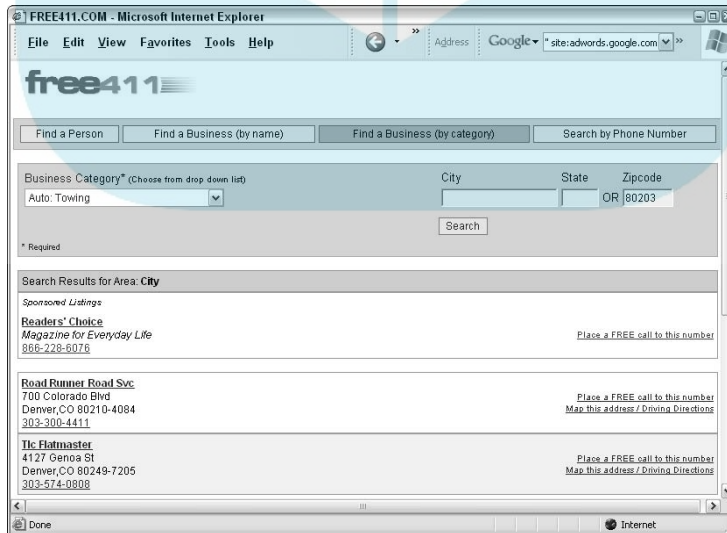 FREE411.COM - Microsoft Internet Explorer
File Edit View Favorites Tools Help
» Address Google " site:adwords.google.com »
free411
Find a Person Find a Business (by name) Find a Business (by category) Search by Phone Number
Business Category* (Choose from drop down list) City State Zipcode
Auto: Towing OR 80203
Search
* Required
Search Results for Area: City
Sponsored Listings
Readers' Choice
Magazine for Everyday Life Place a FREE call to this number
866-228-6076
Road Runner Road Svc
700 Colorado Blvd Place a FREE call to this number
Denver,CO 80210-4084 Map this address / Driving Directions
303-300-4411
Tlc Flatmaster
4127 Genoa St Place a FREE call to this number
Denver,CO 80249-7205 Map this address / Driving Directions
303-574-0808
Done Internet